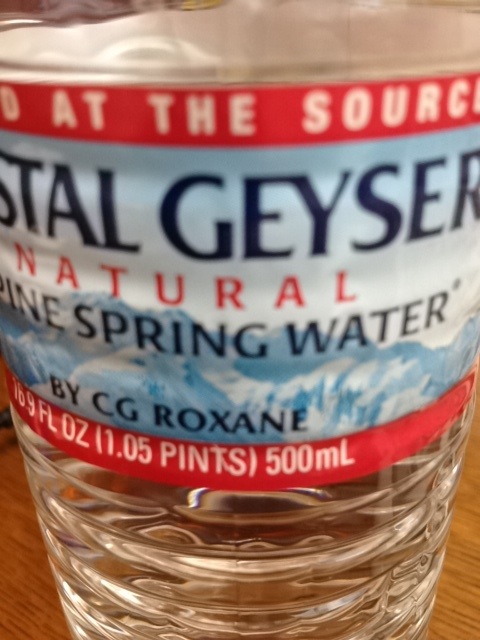 D AT THE SOURCE
STAL GEYSER
NATURAL
PINE SPRING WATER®
BY CG ROXANE
16.9 FL OZ (1.05 PINTS) 500mL